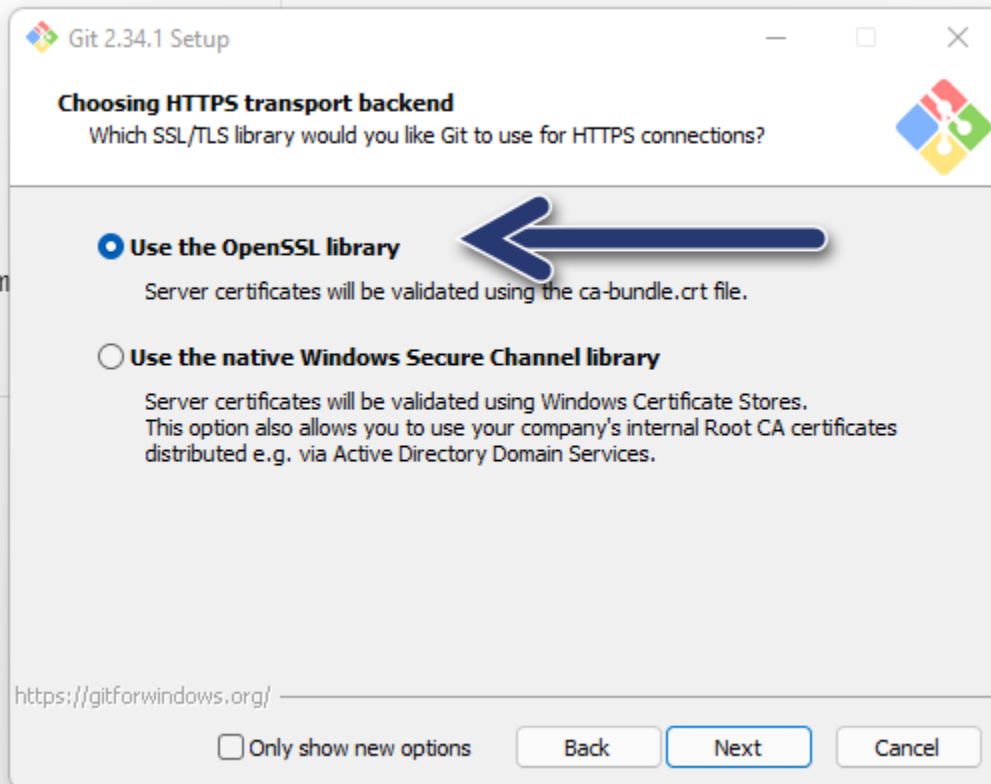 Git 2.34.1 Setup
Choosing HTTPS transport backend
Which SSL/TLS library would you like Git to use for HTTPS connections?
Use the OpenSSL library
Server certificates will be validated using the ca-bundle.crt file.
Use the native Windows Secure Channel library
Server certificates will be validated using Windows Certificate Stores.
This option also allows you to use your company's internal Root CA certificates
distributed e.g. via Active Directory Domain Services.
https://gitforwindows.org/
Only show new options
Back
Next
Cancel